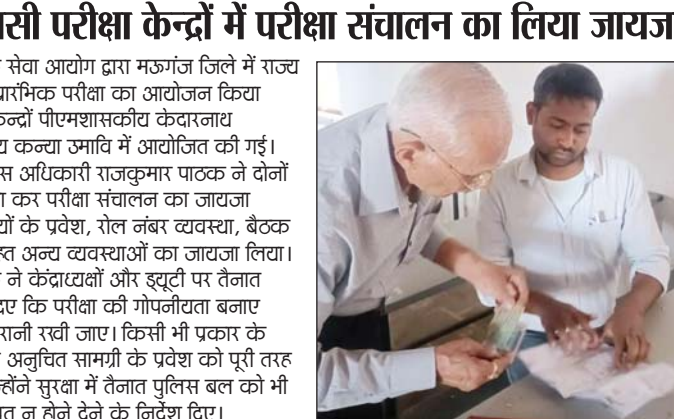 सी परीक्षा केन्द्रों में परीक्षा संचालन का लिया जायज
सेवा आयोग द्वारा मऊगंज जिले में राज्य
प्रारंभिक परीक्षा का आयोजन किया
केन्द्रों पीएमशासकीय केदारनाथ
य कन्या उमावि में आयोजित की गई।
स अधिकारी राजकुमार पाठक ने दोनों
कर परीक्षा संचालन का जायजा
यों के प्रवेश, रोल नंबर व्यवस्था, बैठक
अन्य व्यवस्थाओं का जायजा लिया।
ने केंद्राध्यक्षों और ड्यूटी पर तैनात
दिए कि परीक्षा की गोपनीयता बनाए
रानी रखी जाए। किसी भी प्रकार के
अनुचित सामग्री के प्रवेश को पूरी तरह
न्होंने सुरक्षा में तैनात पुलिस बल को भी
न होने देने के निर्देश दिए।